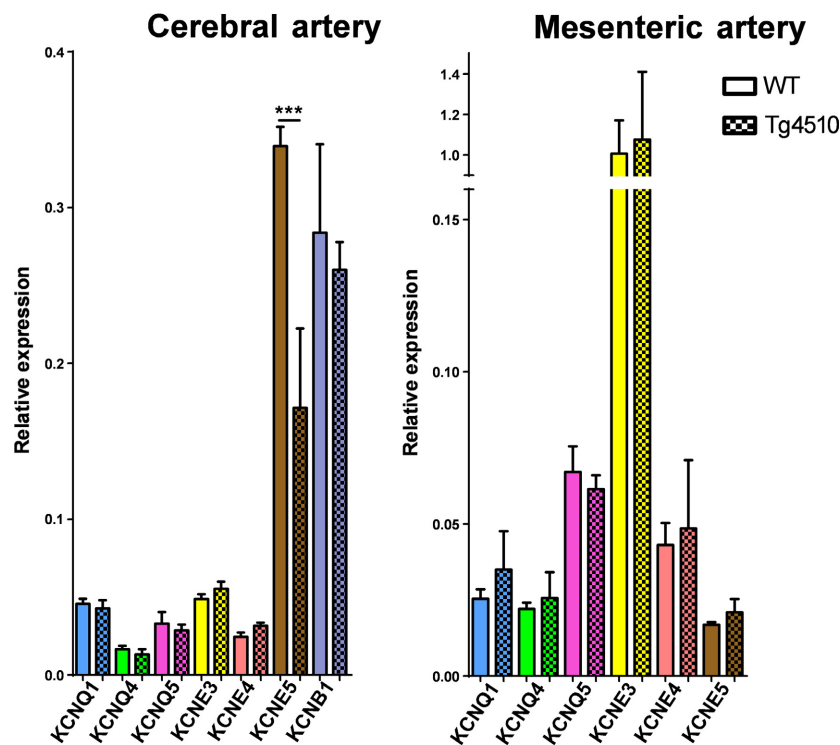 Cerebral artery
Relative expression
0.4
0.3
0.2
0.1
0.0
***
KCNQ1
KCNQ4
KCNQ5
KCNE3
KCNE4
KCNE5
KCNB1
Mesenteric artery
Relative expression
1.4
1.2
1.0
0.15
0.10
0.05
0.00
KCNQ1
KCNQ4
KCNQ5
KCNE3
KCNE4
KCNE5
WT
Tg4510